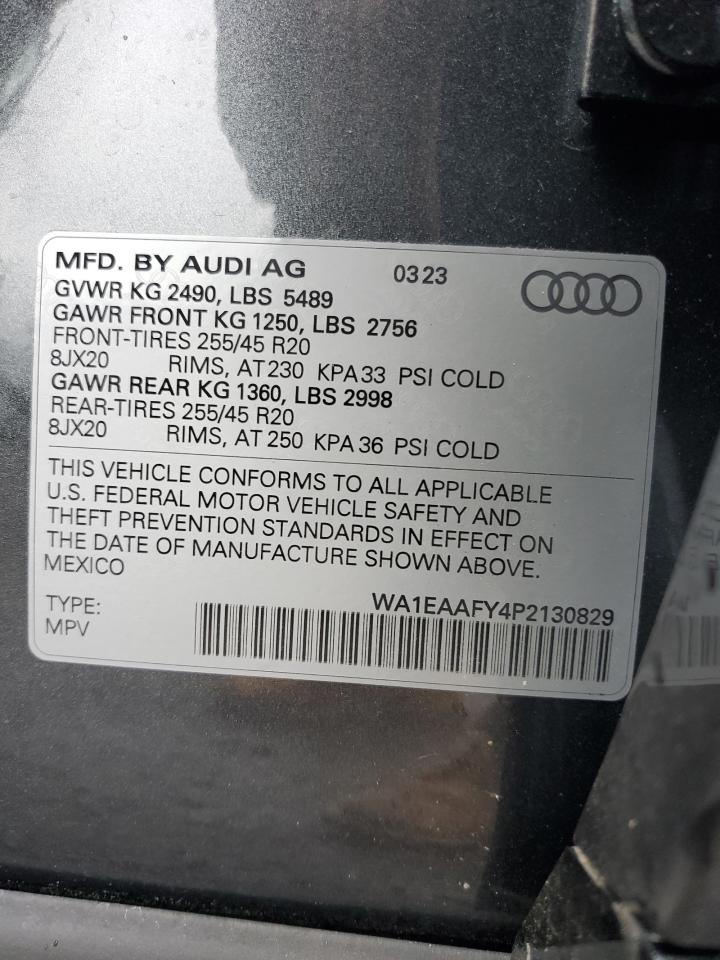 MFD. BY AUDI AG 03 23
GVWR KG 2490, LBS 5489
GAWR FRONT KG 1250, LBS 2756
FRONT-TIRES 255/45 R20
8JX20 RIMS, AT 230 KPA 33 PSI COLD
GAWR REAR KG 1360, LBS 2998
REAR-TIRES 255/45 R20
8JX20 RIMS, AT 250 KPA 36 PSI COLD
THIS VEHICLE CONFORMS TO ALL APPLICABLE
U.S. FEDERAL MOTOR VEHICLE SAFETY AND
THEFT PREVENTION STANDARDS IN EFFECT ON
THE DATE OF MANUFACTURE SHOWN ABOVE.
MEXICO
WA1EAAFY4P2130829
TYPE:
MPV